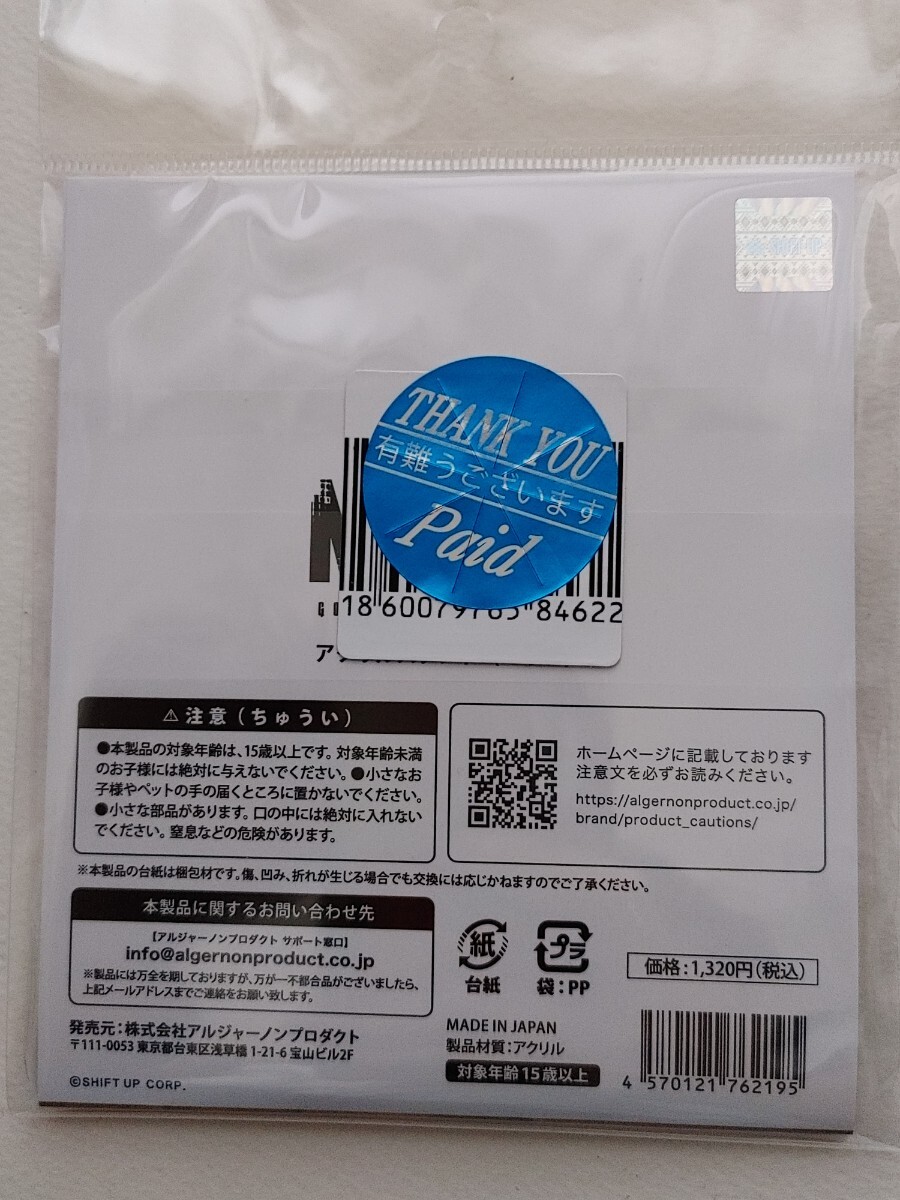 SHIFT UP
THANK YOU
有難うございます
Paid
18 60079765 84622
⚠注意（ちゅうい）
●本製品の対象年齢は、15歳以上です。対象年齢未満
のお子様には絶対に与えないでください。●小さなお
子様やペットの手の届くところに置かないでください。
●小さな部品があります。口の中には絶対に入れない
でください。窒息などの危険があります。
ホームページに記載しております
注意文を必ずお読みください。
https://algernonproduct.co.jp/
brand/product_cautions/
※本製品の台紙は梱包材です。傷、凹み、折れが生じる場合でも交換には応じかねますのでご了承ください。
本製品に関するお問い合わせ先
【アルジャーノンプロダクト サポート窓口】
info@algernonproduct.co.jp
※製品には万全を期しておりますが、万が一不都合品がございましたら、
上記メールアドレスまでご連絡をお願い致します。
紙
台紙
プラ
袋：PP
価格：1,320円（税込）
発売元：株式会社アルジャーノンプロダクト
〒111-0053 東京都台東区浅草橋1-21-6 宝山ビル2F
©SHIFT UP CORP.
MADE IN JAPAN
製品材質：アクリル
対象年齢15歳以上
4 570121 762195